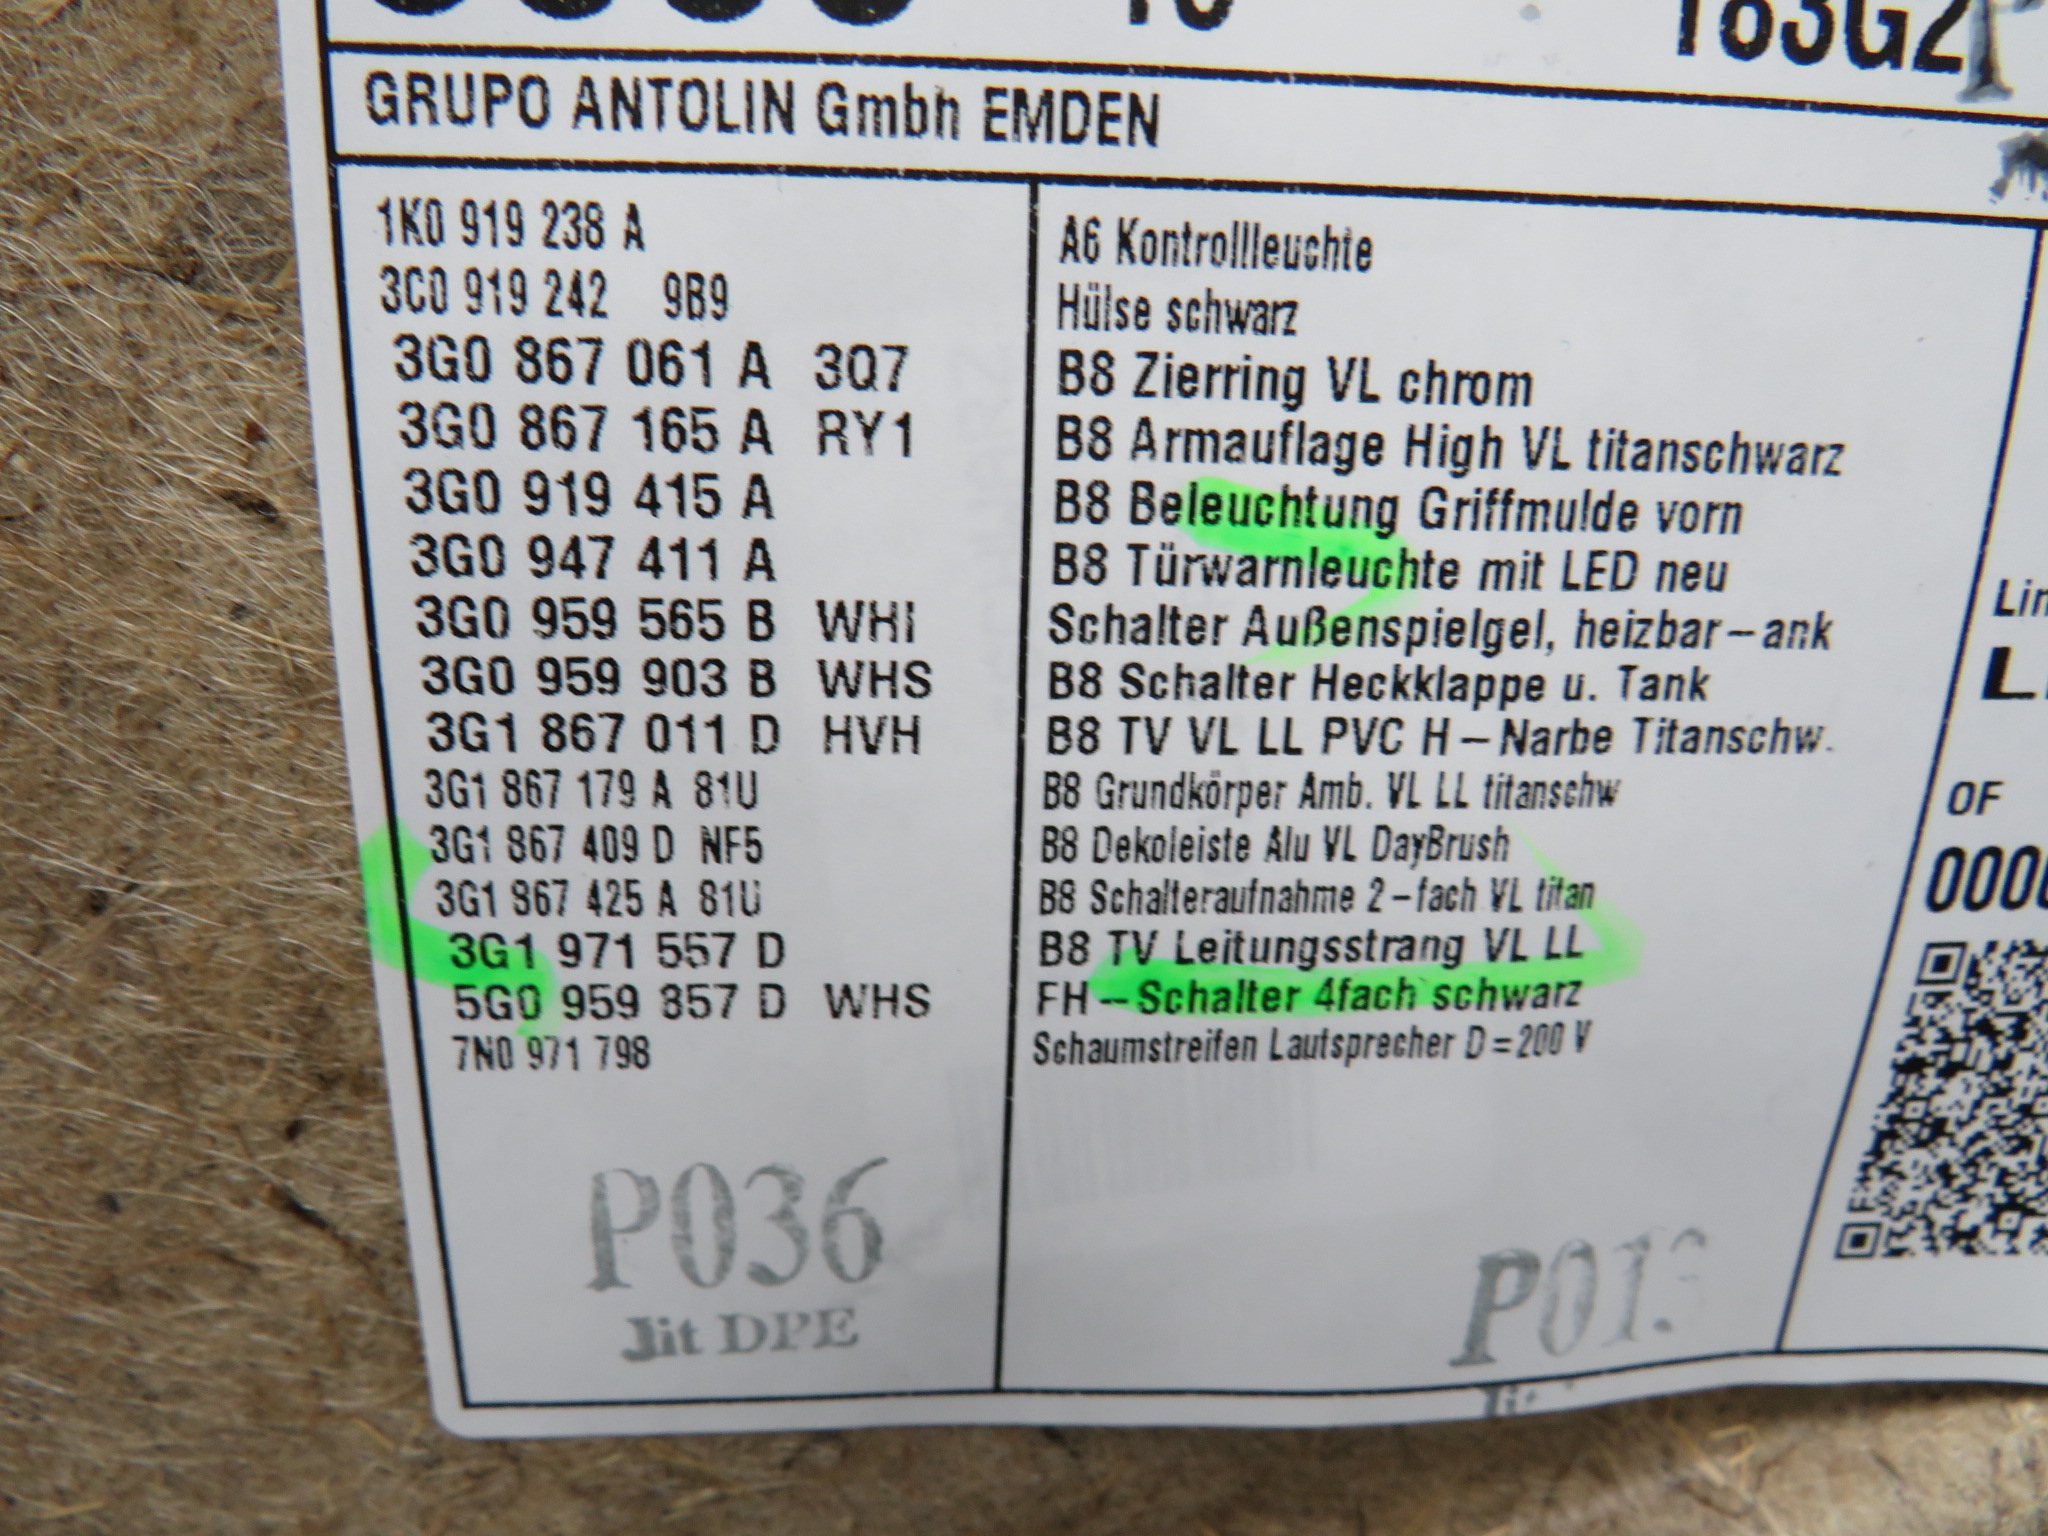 183G2
GRUPO ANTOLIN Gmbh EMDEN
1K0 919 238 A
3C0 919 242 9B9
3G0 867 061 A 3Q7
3G0 867 165 A RY1
3G0 919 415 A
3G0 947 411 A
3G0 959 565 B WHI
3G0 959 903 B WHS
3G1 867 011 D HVH
3G1 867 179 A 81U
3G1 867 409 D NF5
3G1 867 425 A 81U
3G1 971 557 D
5G0 959 857 D WHS
7N0 971 798
A6 Kontrollleuchte
Hülse schwarz
B8 Zierring VL chrom
B8 Armauflage High VL titanschwarz
B8 Beleuchtung Griffmulde vorn
B8 Türwarnleuchte mit LED neu
Schalter Außenspielgel, heizbar-ank
B8 Schalter Heckklappe u. Tank
B8 TV VL LL PVC H-Narbe Titanschw.
B8 Grundkörper Amb. VL LL titanschw
B8 Dekoleiste Alu VL DayBrush
B8 Schalteraufnahme 2-fach VL titan
B8 TV Leitungsstrang VL LL
FH-Schalter 4fach schwarz
Schaumstreifen Lautsprecher D=200 V
OF
P036
Jit DPE